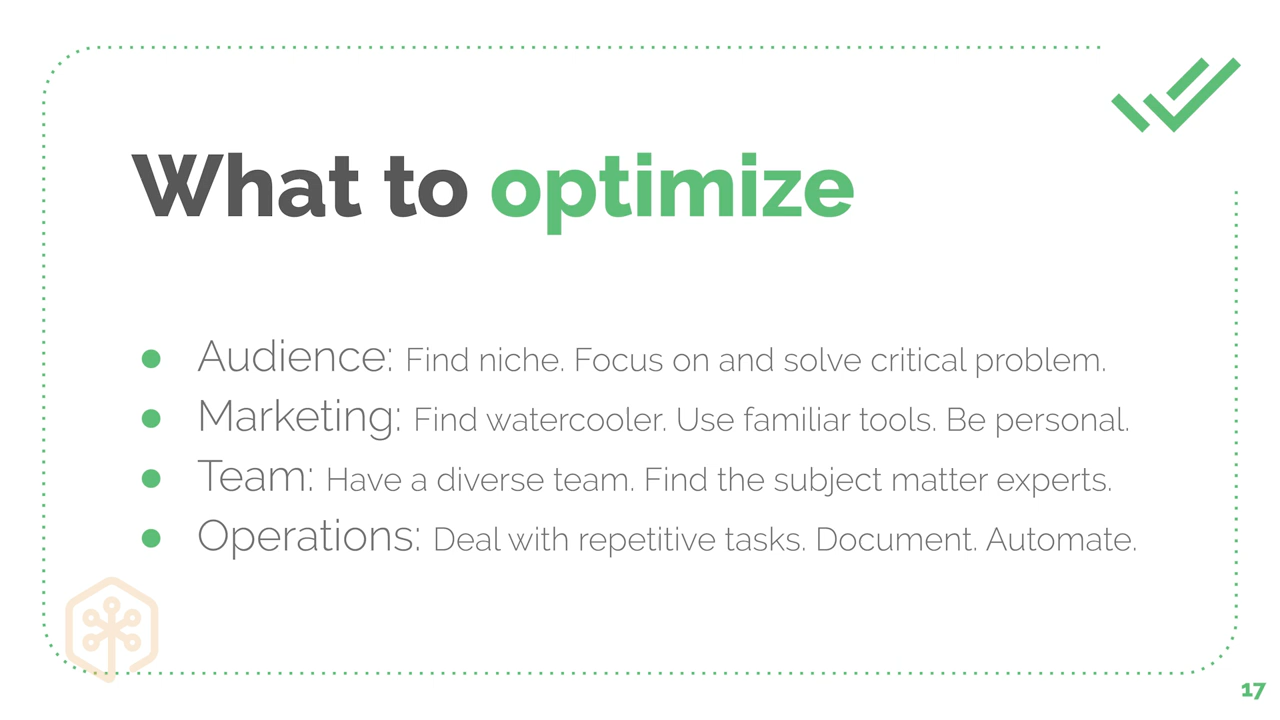 What to optimize
Audience: Find niche. Focus on and solve critical problem.
Marketing: Find watercooler. Use familiar tools. Be personal.
Team: Have a diverse team. Find the subject matter experts.
Operations: Deal with repetitive tasks. Document. Automate.
17